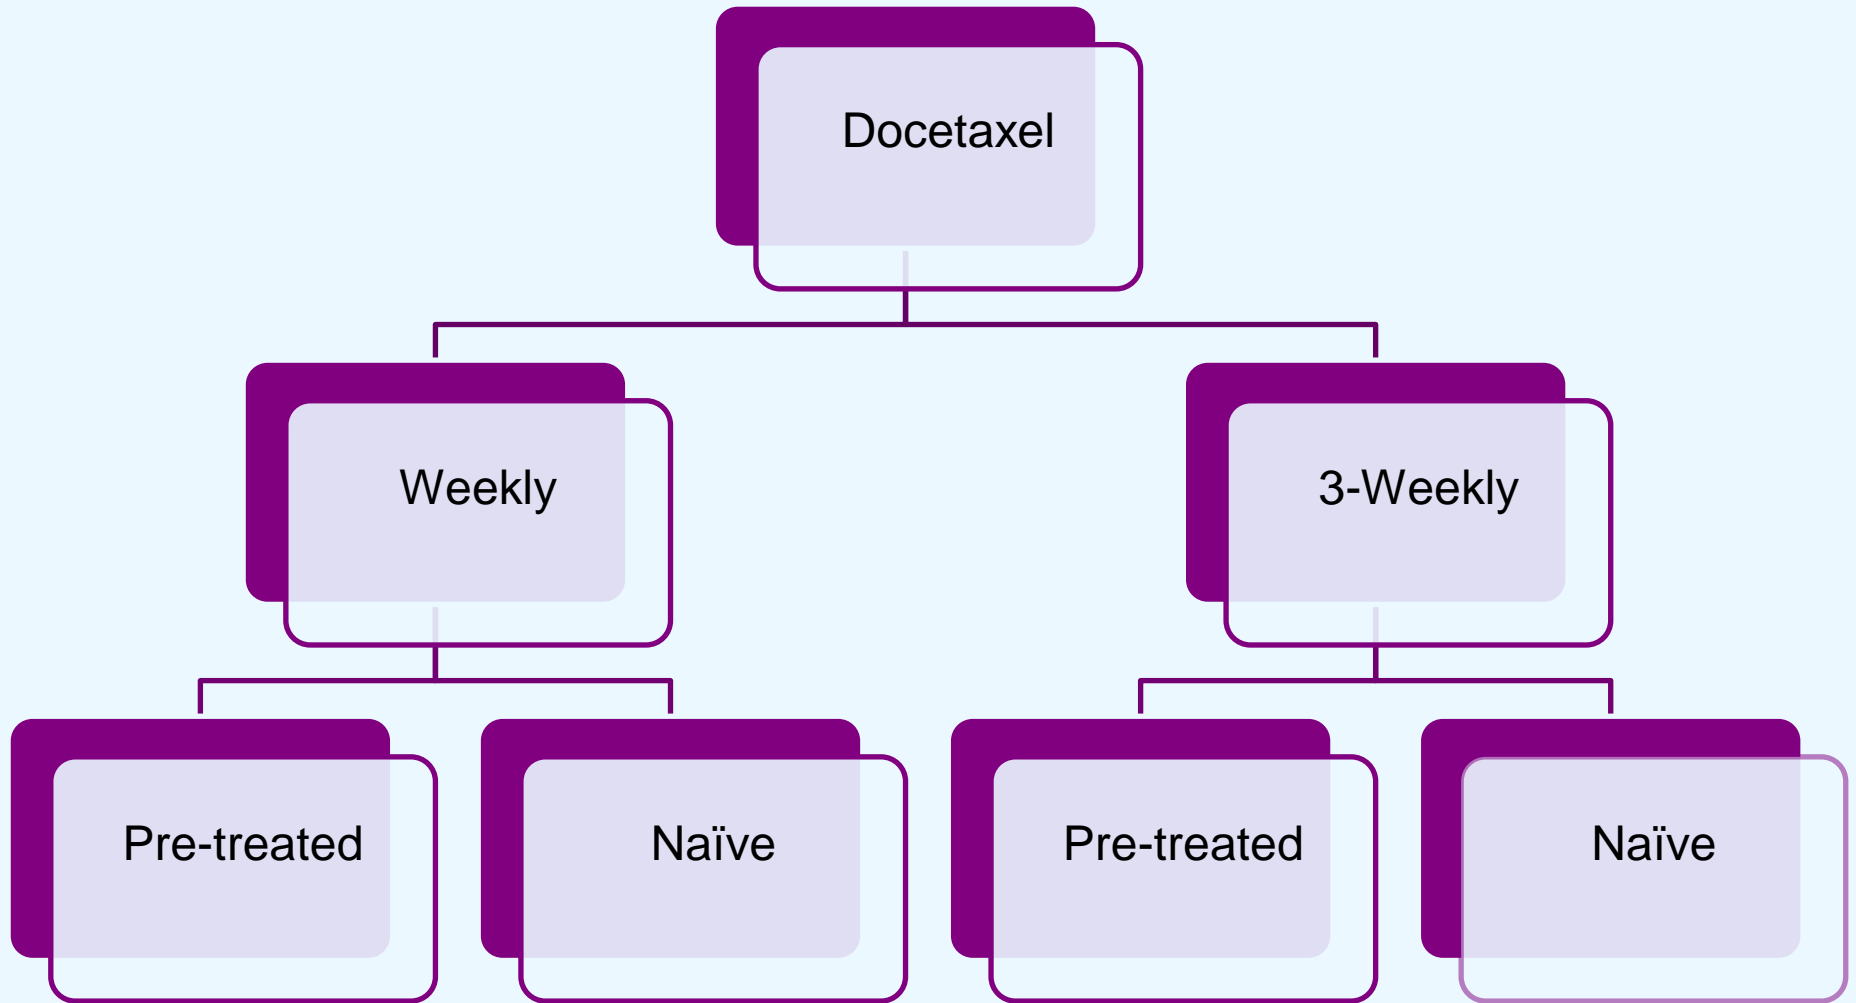 Docetaxel
Weekly
3-Weekly
Pre-treated
Naïve
Pre-treated
Naïve